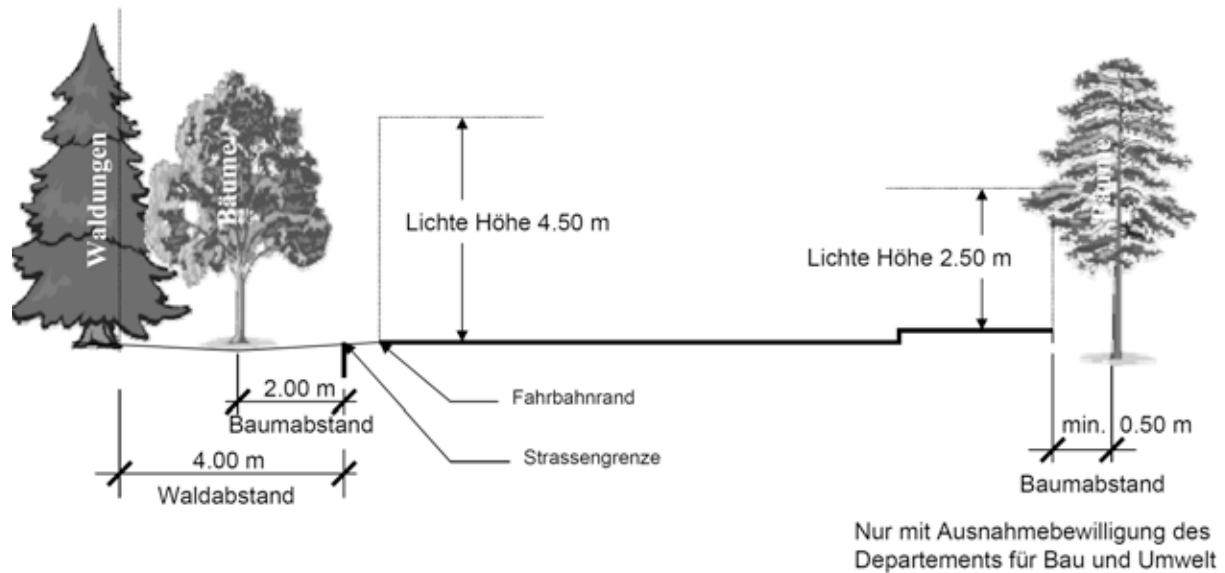 Waldungen
Bäume
Lichte Höhe 4.50 m
Lichte Höhe 2.50 m
Bäume
2.00 m
Baumabstand
Fahrbahnrand
min. 0.50 m
4.00 m
Strassengrenze
Waldabstand
Baumabstand
Nur mit Ausnahmebewilligung des
Departements für Bau und Umwelt